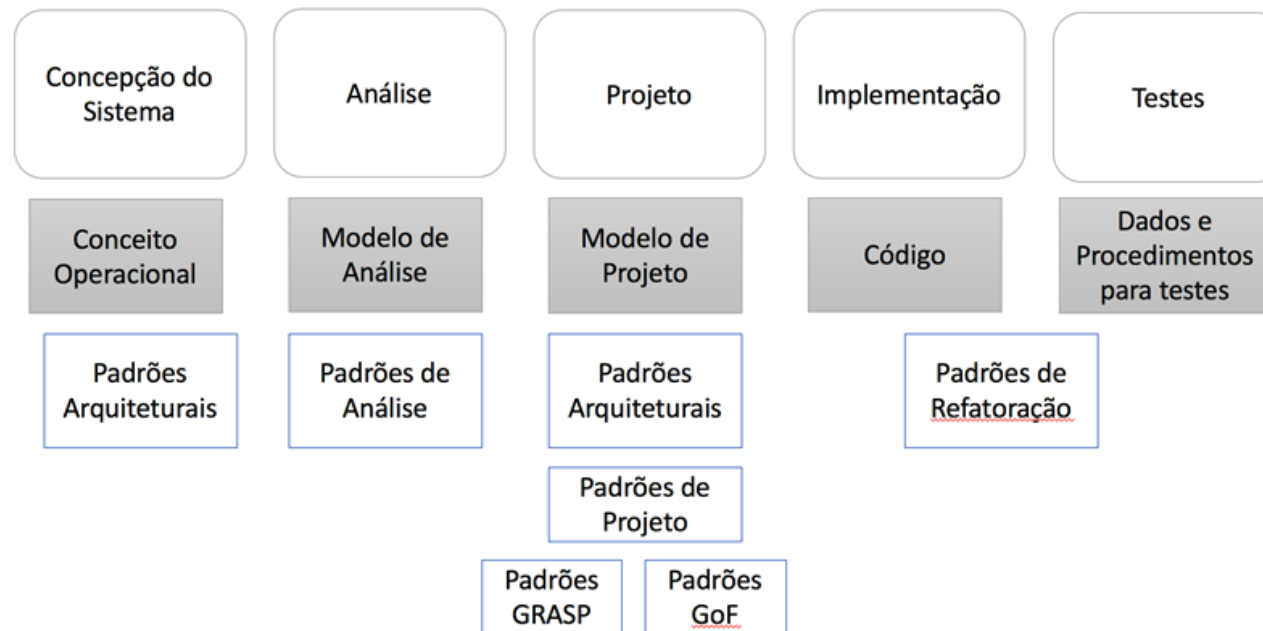 Concepção do
Sistema
Análise
Projeto
Implementação
Testes
Conceito
Operacional
Modelo de
Análise
Modelo de
Projeto
Código
Dados e
Procedimentos
para testes
Padrões
Arquiteturais
Padrões de
Análise
Padrões
Arquiteturais
Padrões de
Refatoração
Padrões de
Projeto
Padrões
GRASP
Padrões
GoF